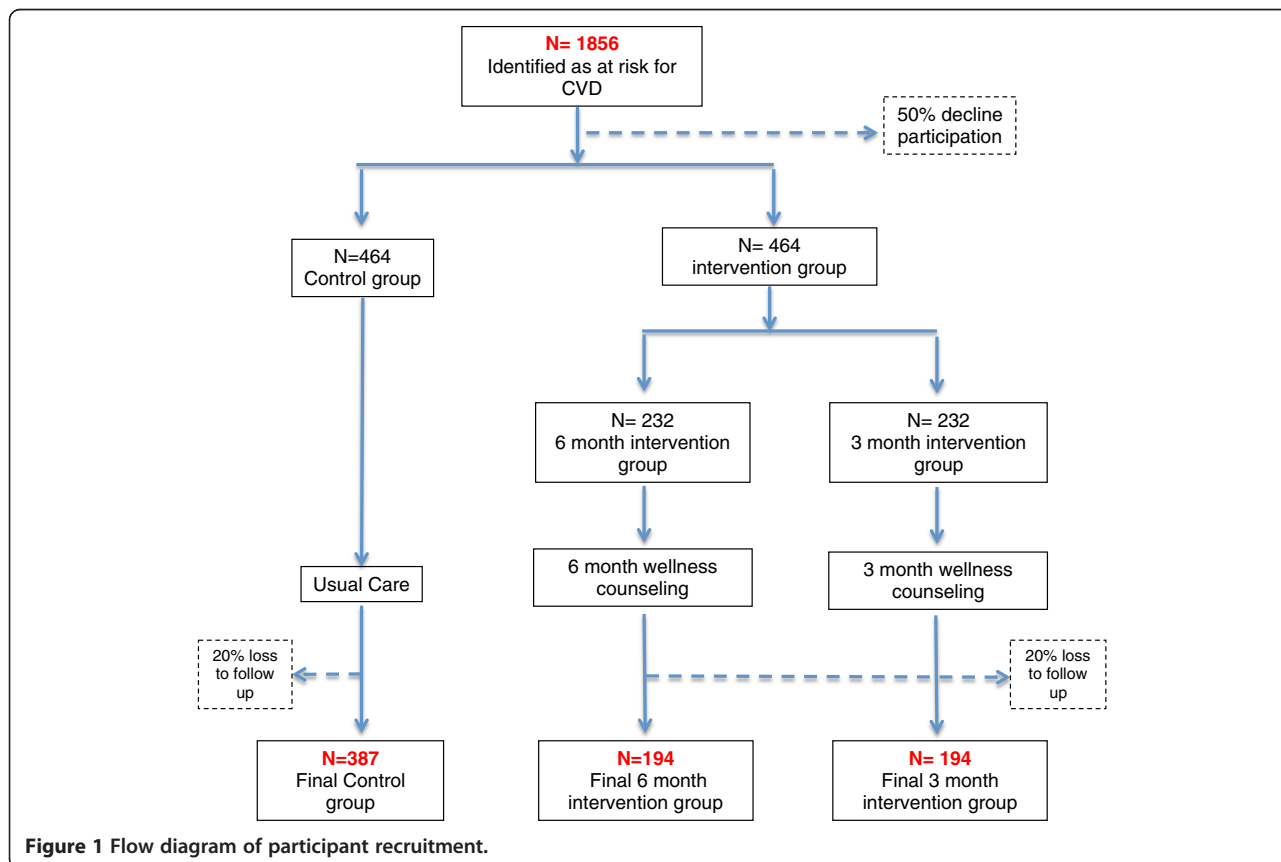 N= 1856
Identified as at risk for
CVD
50% decline
participation
N=464
Control group
N= 464
intervention group
N= 232
6 month intervention
group
N= 232
3 month intervention
group
Usual Care
6 month wellness
counseling
3 month wellness
counseling
20% loss
to follow
up
20% loss
to follow
up
N=387
Final Control
group
N=194
Final 6 month
intervention group
N= 194
Final 3 month
intervention group
Figure 1 Flow diagram of participant recruitment.